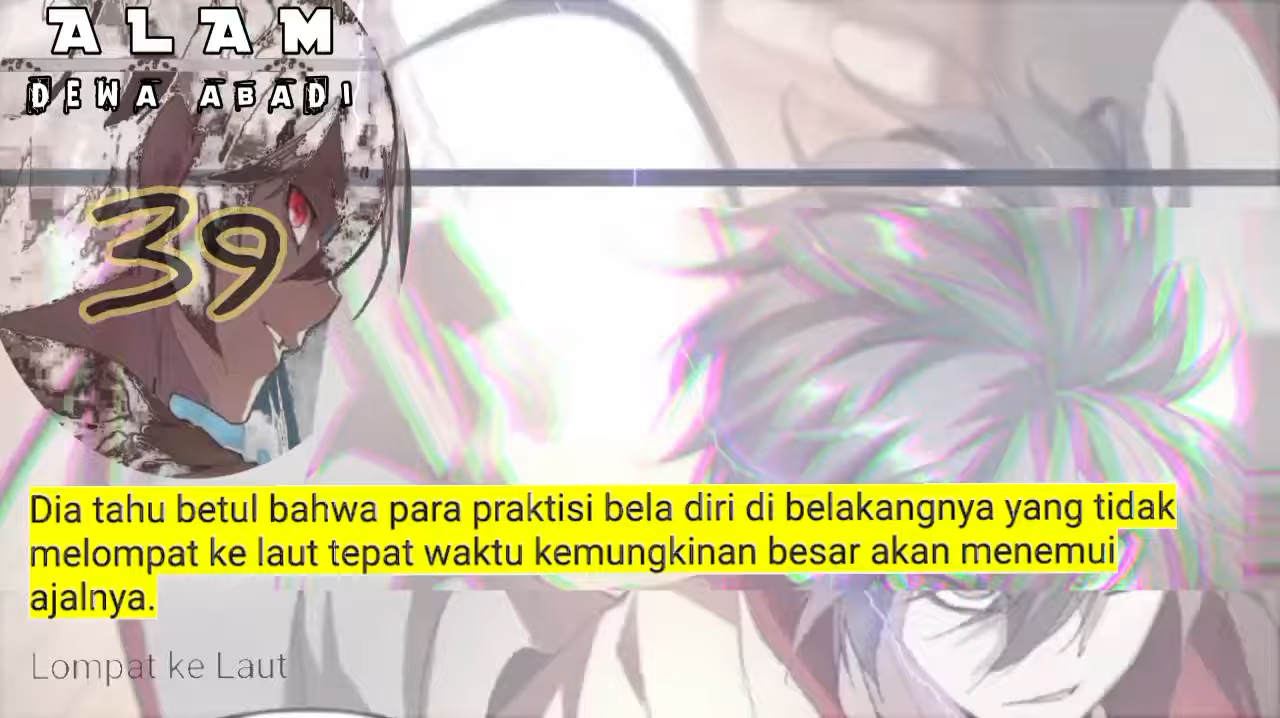 ALAM
DEWA ABADI
39
Dia tahu betul bahwa para praktisi bela diri di belakangnya yang tidak
melompat ke laut tepat waktu kemungkinan besar akan menemui
ajalnya.
Lompat ke Laut